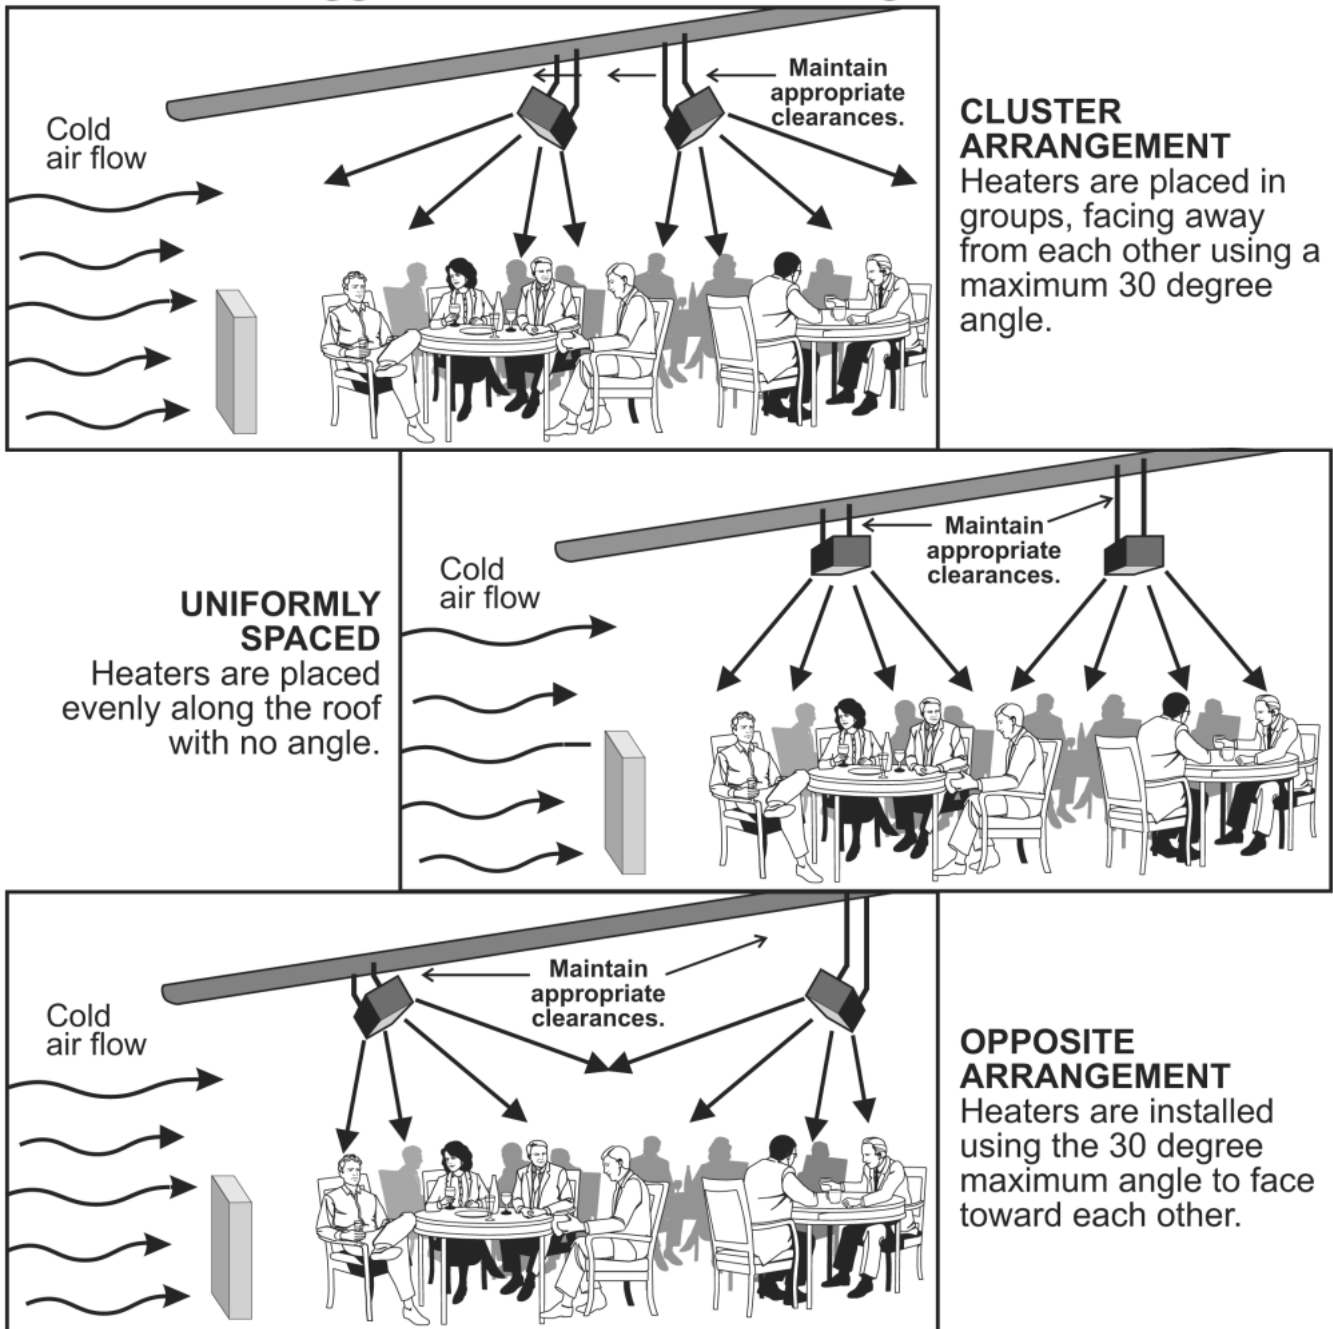 Cold
air flow
Maintain
appropriate
clearances.
CLUSTER
ARRANGEMENT
Heaters are placed in
groups, facing away
from each other using a
maximum 30 degree
angle.
UNIFORMLY
SPACED
Heaters are placed
evenly along the roof
with no angle.
Cold
air flow
Maintain
appropriate
clearances.
Cold
air flow
Maintain
appropriate
clearances.
OPPOSITE
ARRANGEMENT
Heaters are installed
using the 30 degree
maximum angle to face
toward each other.